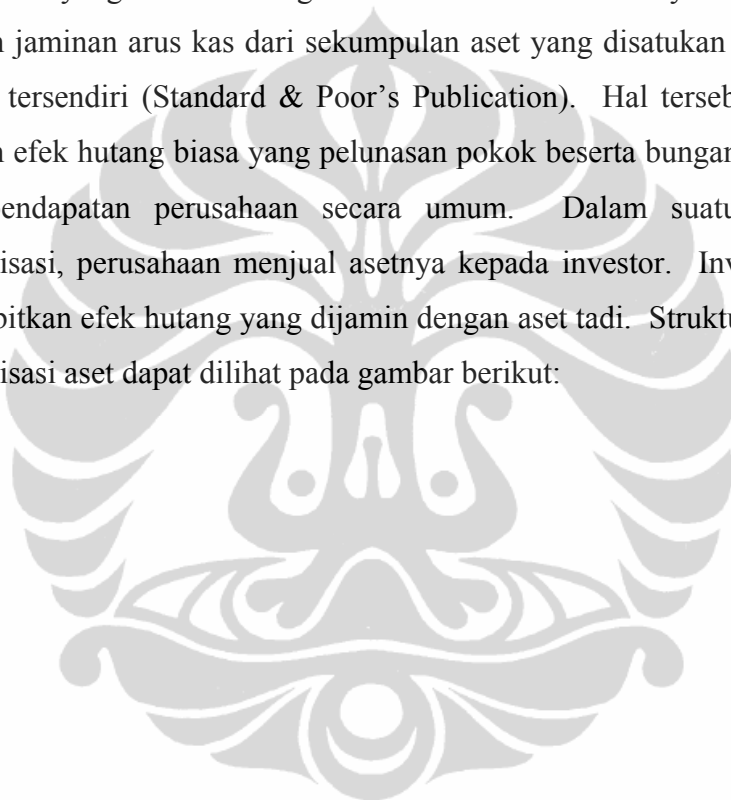 jaminan arus kas dari sekumpulan aset yang disatukan
tersendiri (Standard & Poor's Publication). Hal terseb
efek hutang biasa yang pelunasan pokok beserta bungan
endapatan perusahaan secara umum. Dalam suatu
isasi, perusahaan menjual asetnya kepada investor. Inv
bitkan efek hutang yang dijamin dengan aset tadi. Struktu
isasi aset dapat dilihat pada gambar berikut: